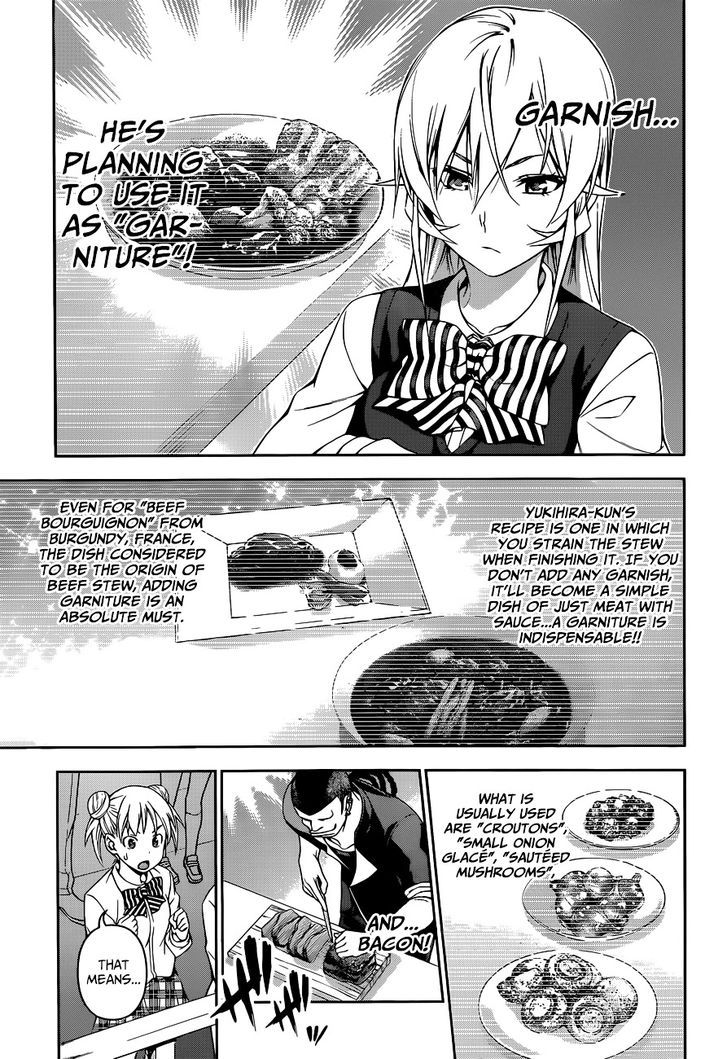 GARNISH...
HE'S
PLANNING
TO USE IT
AS "GAR-
NITURE"!
YUKIHIRA-KUN'S
RECIPE IS ONE IN WHICH
YOU STRAIN THE STEW
WHEN FINISHING IT. IF YOU
DON'T ADD ANY GARNISH,
IT'LL BECOME A SIMPLE
DISH OF JUST MEAT WITH
SAUCE...A GARNITURE IS
INDISPENSABLE!!
EVEN FOR "BEEF
BOURGUIGNON" FROM
BURGUNDY, FRANCE,
THE DISH CONSIDERED
TO BE THE ORIGIN OF
BEEF STEW, ADDING
GARNITURE IS AN
ABSOLUTE MUST.
WHAT IS
USUALLY USED
ARE "CROUTONS",
"SMALL ONION
GLACÉ", "SAUTÉED
MUSHROOMS",
AND...
BACON!
THAT
MEANS...